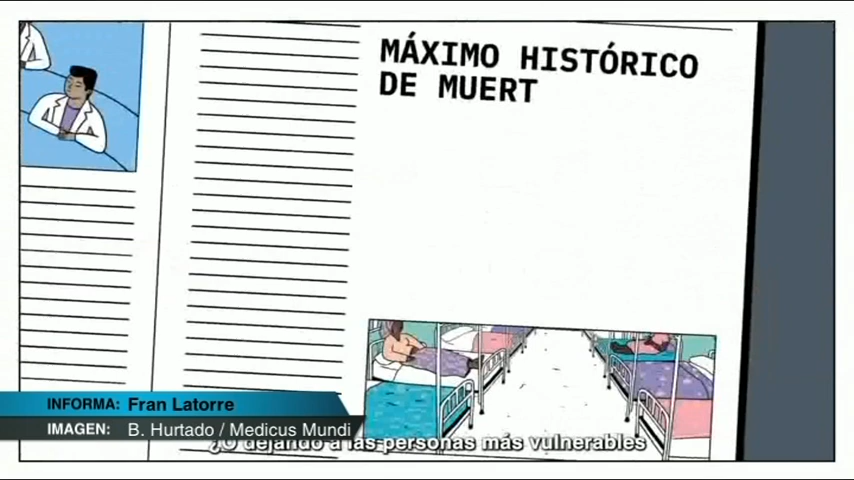 MÁXIMO HISTÓRICO
DE MUERT
INFORMA: Fran Latorre
IMAGEN: B. Hurtado / Medicus Mundi
¿O dejando a las personas más vulnerables